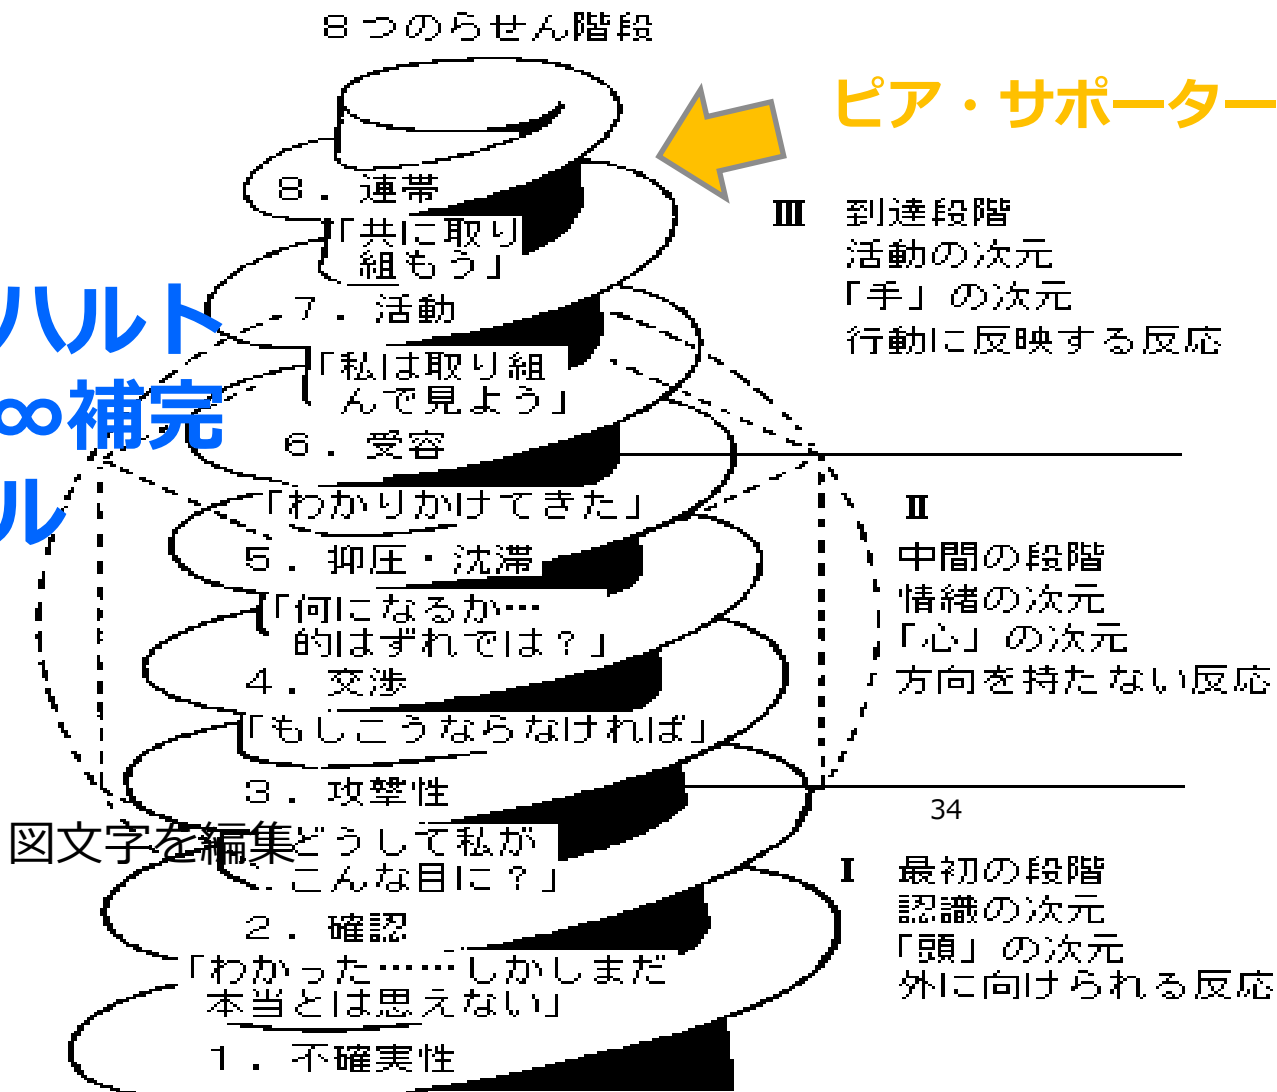 8つのらせん階段
ピア・サポーター
8．連帯
「共に取り
組もう」
7．活動
「私は取り組
んで見よう」
6．受容
「わかりかけてきた」
5．抑圧・沈滞
「何になるか…
的はずれでは？」
4．交渉
「もしこうならなければ」
3．攻撃性
どうして私が
こんな目に？」
2．確認
「わかった……しかしまだ
本当とは思えない」
1．不確実性
ハルト
∞補完
ル
図文字を編集
Ⅲ 到達段階
活動の次元
「手」の次元
行動に反映する反応
Ⅱ
中間の段階
情緒の次元
「心」の次元
方向を持たない反応
34
Ⅰ 最初の段階
認識の次元
「頭」の次元
外に向けられる反応